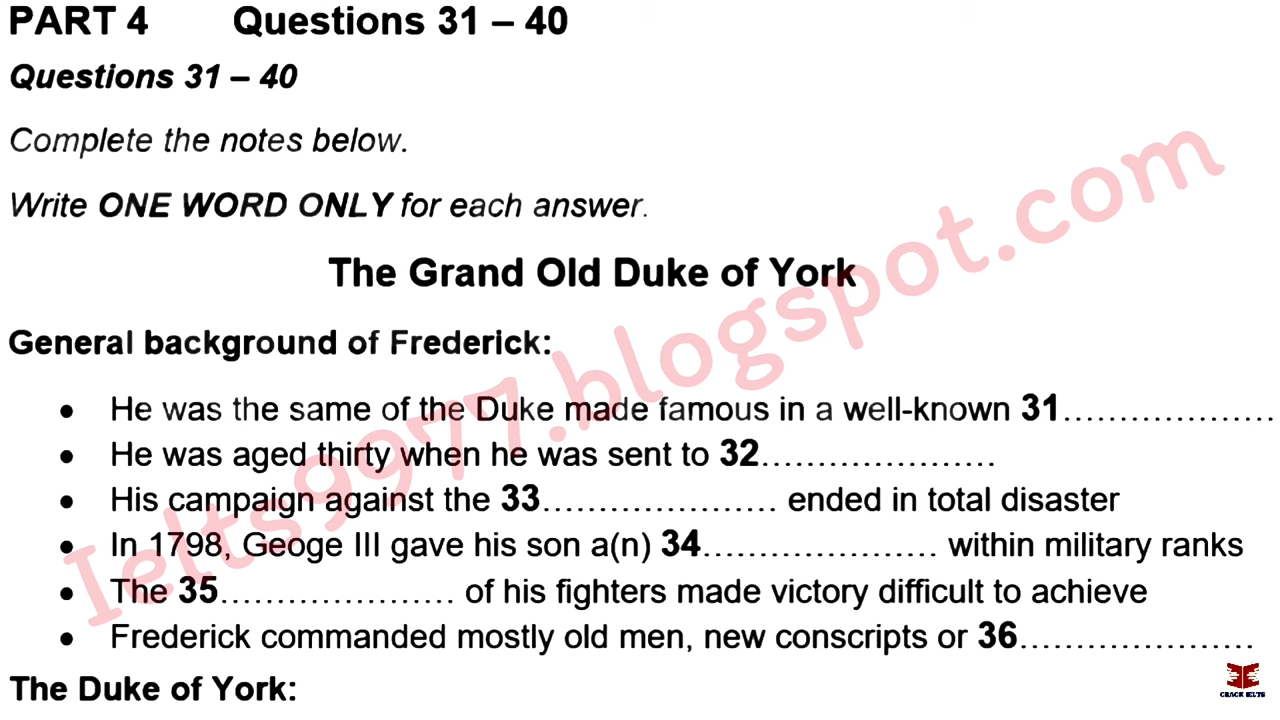 PART 4 Questions 31 – 40
Questions 31 – 40
Complete the notes below.
Write ONE WORD ONLY for each answer.
The Grand Old Duke of York
General background of Frederick:
• He was the same of the Duke made famous in a well-known 31...................
• He was aged thirty when he was sent to 32.....................
• His campaign against the 33..................... ended in total disaster
• In 1798, Geoge III gave his son a(n) 34..................... within military ranks
• The 35..................... of his fighters made victory difficult to achieve
• Frederick commanded mostly old men, new conscripts or 36.....................
The Duke of York:
Ielts9977.blogspot.com
CRACK IELTS